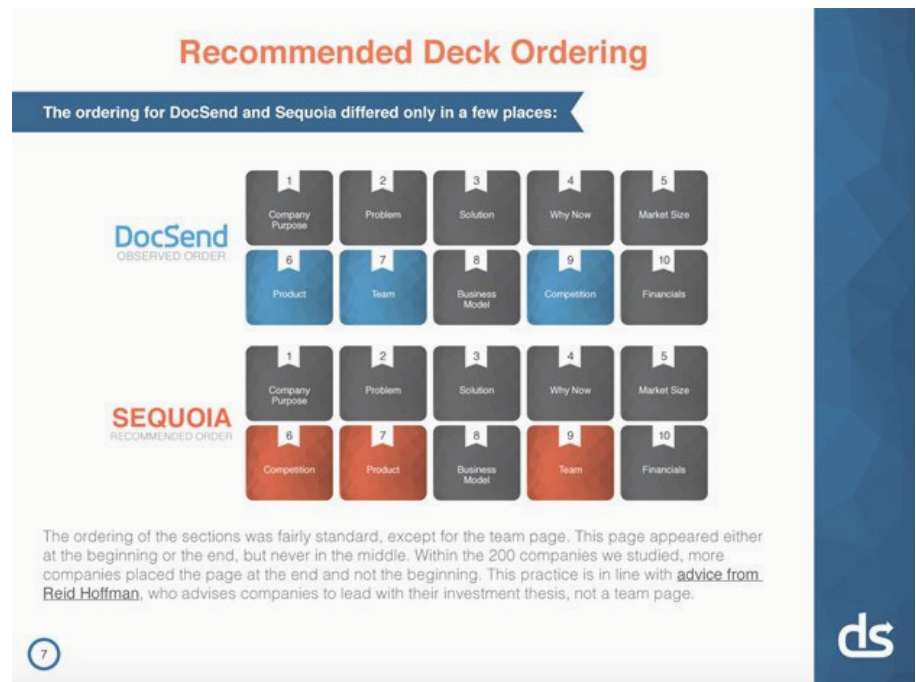 Recommended Deck Ordering
The ordering for DocSend and Sequoia differed only in a few places:
DocSend
OBSERVED ORDER
1
Company
Purpose
2
Problem
3
Solution
4
Why Now
5
Market Size
6
Product
7
Team
8
Business
Model
9
Competition
10
Financials
SEQUOIA
RECOMMENDED ORDER
1
Company
Purpose
2
Problem
3
Solution
4
Why Now
5
Market Size
6
Competition
7
Product
8
Business
Model
9
Team
10
Financials
The ordering of the sections was fairly standard, except for the team page. This page appeared either
at the beginning or the end, but never in the middle. Within the 200 companies we studied, more
companies placed the page at the end and not the beginning. This practice is in line with advice from
Reid Hoffman, who advises companies to lead with their investment thesis, not a team page.
7
ds